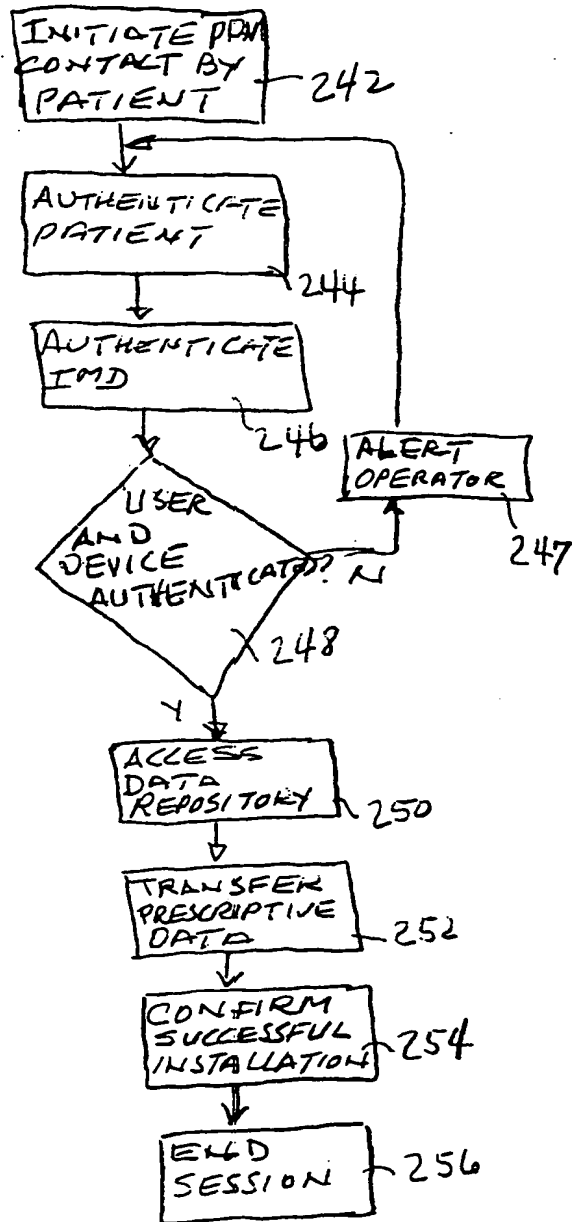 INITIATE PDN
CONTACT BY
PATIENT
242
AUTHENTICATE
PATIENT
244
AUTHENTICATE
IMD
246
ALERT
OPERATOR
247
USER
AND
DEVICE
AUTHENTICATED?
N
248
Y
ACCESS
DATA
REPOSITORY
250
TRANSFER
PRESCRIPTIVE
DATA
252
CONFIRM
SUCCESSFUL
INSTALLATION
254
END
SESSION
256